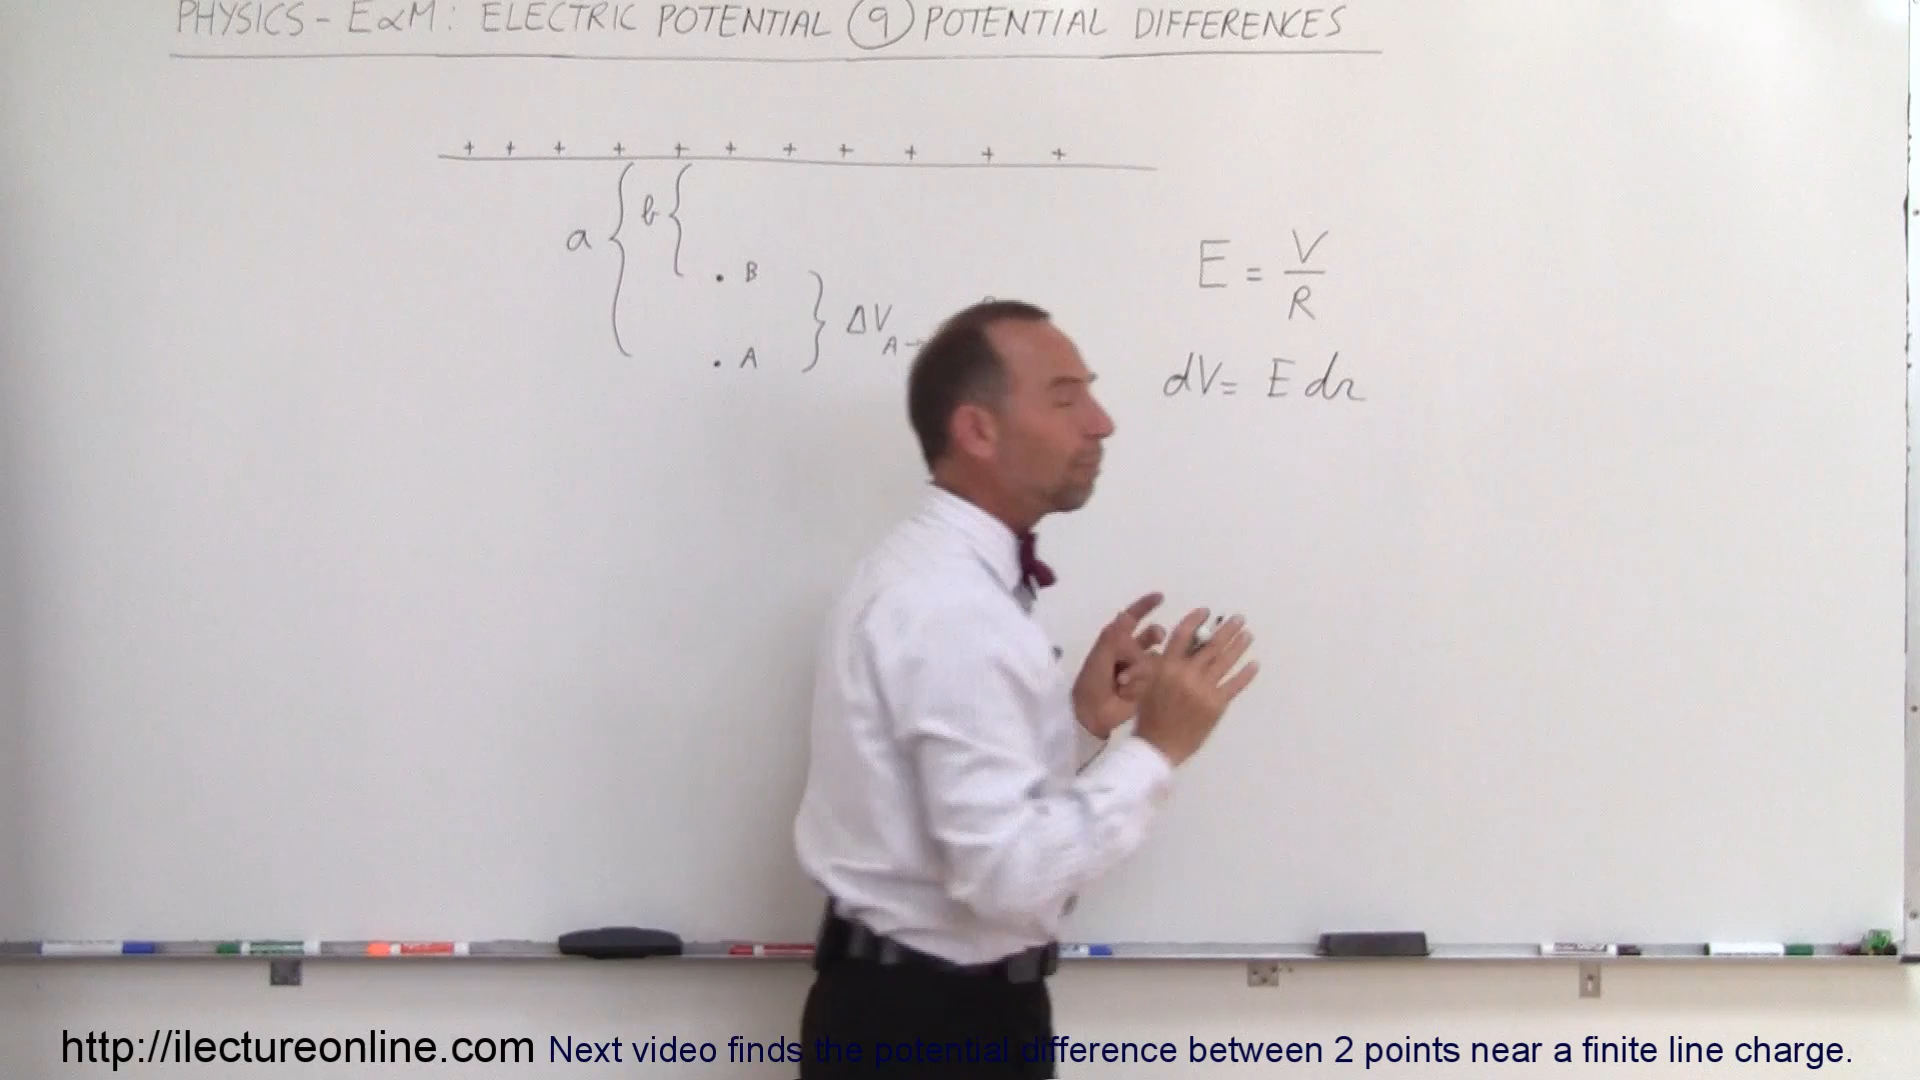 PHYSICS - E&M: ELECTRIC POTENTIAL 9 POTENTIAL DIFFERENCES
+ + + + + + + + + + +
a { b {
. B
. A
} ΔV A→
E = V/R
dV = E dr
http://ilectureonline.com Next video finds the potential difference between 2 points near a finite line charge.